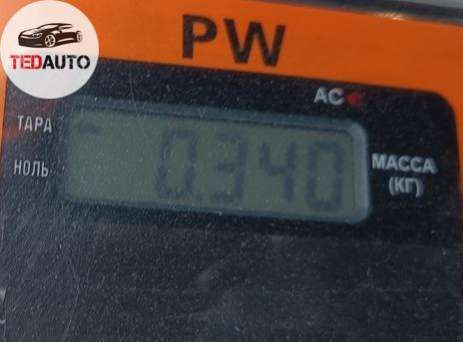 TEDAUTO
PW
AC
ТАРА
НОЛЬ
0.340
МАССА
(КГ)